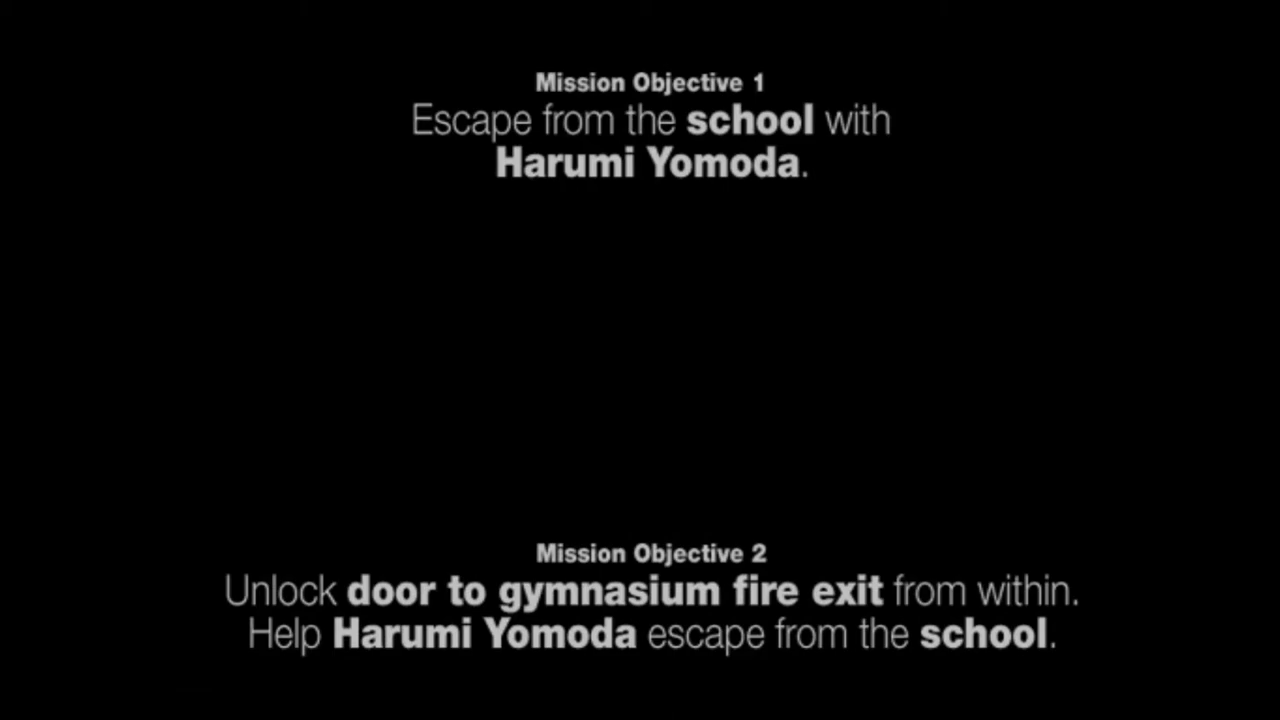 Mission Objective 1
Escape from the school with
Harumi Yomoda.
Mission Objective 2
Unlock door to gymnasium fire exit from within.
Help Harumi Yomoda escape from the school.